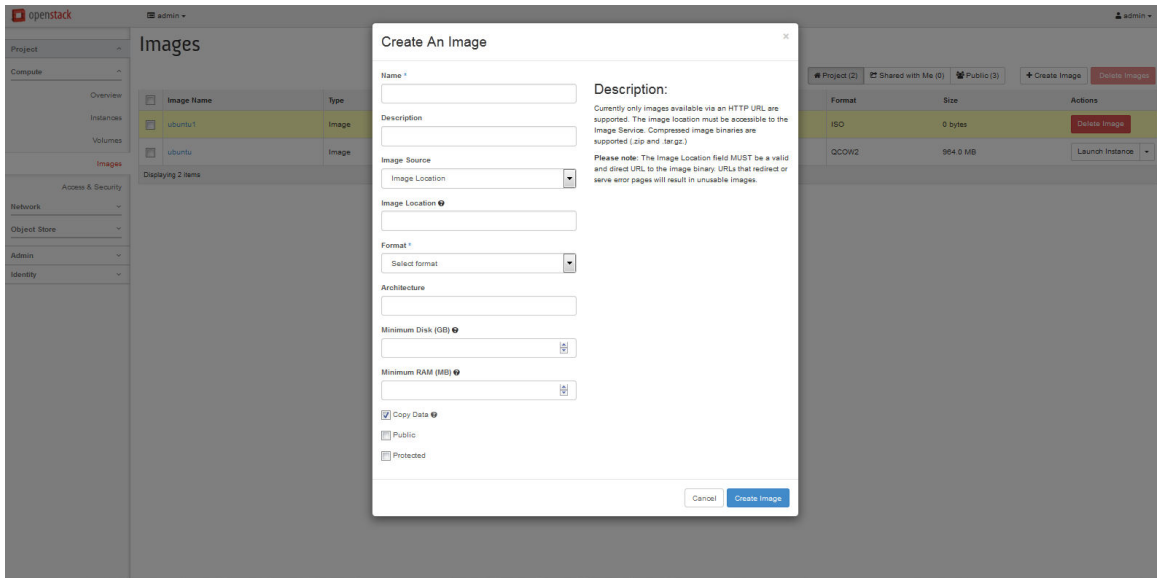 openstack
admin
admin
Project
Compute
Overview
Instances
Volumes
Images
Access & Security
Network
Object Store
Admin
Identity
Images
Project (2)
Shared with Me (0)
Public (3)
+ Create Image
Delete Images
Image Name
Type
Format
Size
Actions
ubuntu1
Image
ISO
0 bytes
Delete Image
ubuntu
Image
QCOW2
964.0 MB
Launch Instance
Displaying 2 items
Create An Image
×
Name *
Description
Image Source
Image Location
Image Location
Format *
Select format
Architecture
Minimum Disk (GB)
Minimum RAM (MB)
Copy Data
Public
Protected
Description:
Currently only images available via an HTTP URL are
supported. The image location must be accessible to the
Image Service. Compressed image binaries are
supported (.zip and .tar.gz.)
Please note: The Image Location field MUST be a valid
and direct URL to the image binary. URLs that redirect or
serve error pages will result in unusable images.
Cancel
Create Image